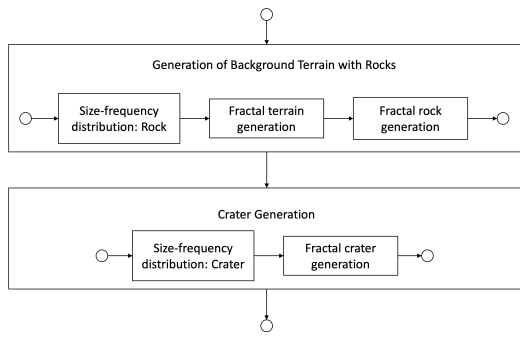 Generation of Background Terrain with Rocks
Size-frequency
distribution: Rock
Fractal terrain
generation
Fractal rock
generation
Crater Generation
Size-frequency
distribution: Crater
Fractal crater
generation